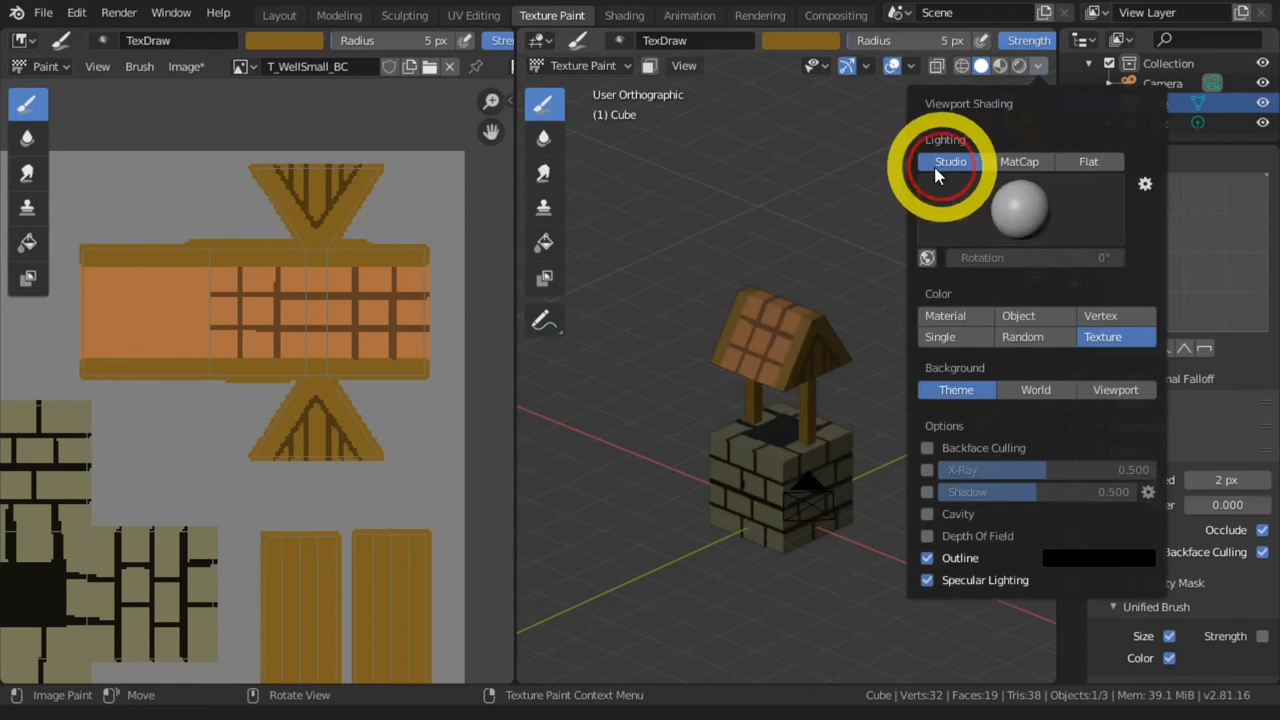 File Edit Render Window Help Layout Modeling Sculpting UV Editing Texture Paint Shading Animation Rendering Compositing Scene View Layer
TexDraw Radius 5 px TexDraw Radius 5 px Strength
Paint View Brush Image* T_WellSmall_BC Texture Paint View Collection
Camera
User Orthographic
(1) Cube
Viewport Shading
Lighting
Studio MatCap Flat
Rotation 0°
Color
Material Object Vertex
Single Random Texture
Background
Theme World Viewport
Options
Backface Culling
X-Ray 0.500
Shadow 0.500
Cavity
Depth Of Field
Outline
Specular Lighting
Falloff
2 px
0.000
Occlude
Backface Culling
Mask
Unified Brush
Size Strength
Color
Image Paint Move Rotate View Texture Paint Context Menu Cube | Verts:32 | Faces:19 | Tris:38 | Objects:1/3 | Mem: 39.1 MiB | v2.81.16